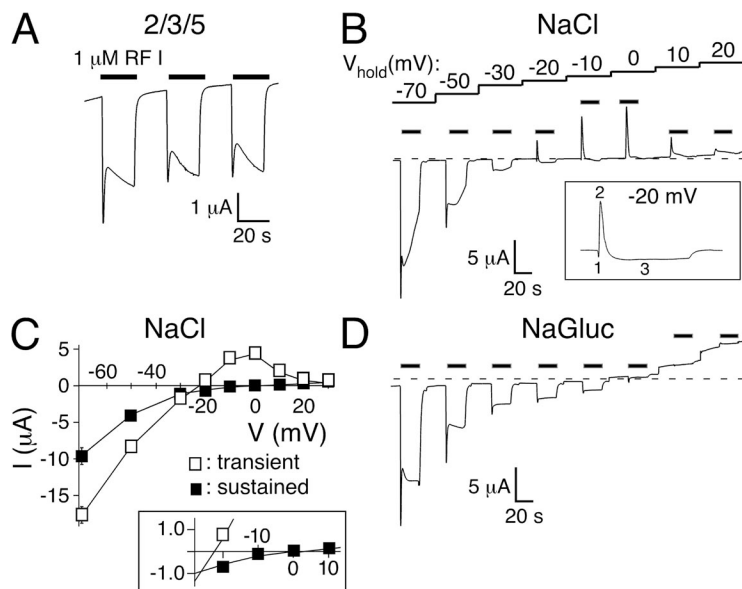 A
2/3/5
1 μM RF I
1 μA
20 s
B
NaCl
Vhold(mV):
-70
-50
-30
-20
-10
0
10
20
5 μA
20 s
-20 mV
2
1
3
C
NaCl
I (μA)
5
0
-5
-10
-15
-60
-40
-20
0
20
V (mV)
□: transient
■: sustained
1.0
-1.0
-10
0
10
D
NaGluc
5 μA
20 s